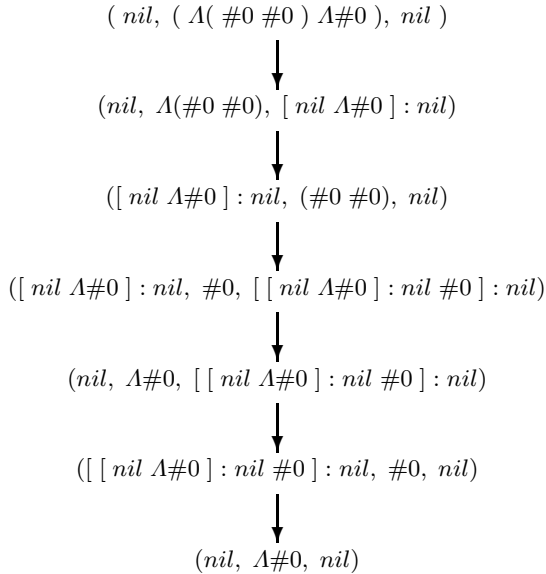 ( nil, ( Λ( #0 #0 ) Λ#0 ), nil )
(nil, Λ(#0 #0), [ nil Λ#0 ] : nil)
([ nil Λ#0 ] : nil, (#0 #0), nil)
([ nil Λ#0 ] : nil, #0, [ [ nil Λ#0 ] : nil #0 ] : nil)
(nil, Λ#0, [ [ nil Λ#0 ] : nil #0 ] : nil)
([ [ nil Λ#0 ] : nil #0 ] : nil, #0, nil)
(nil, Λ#0, nil)